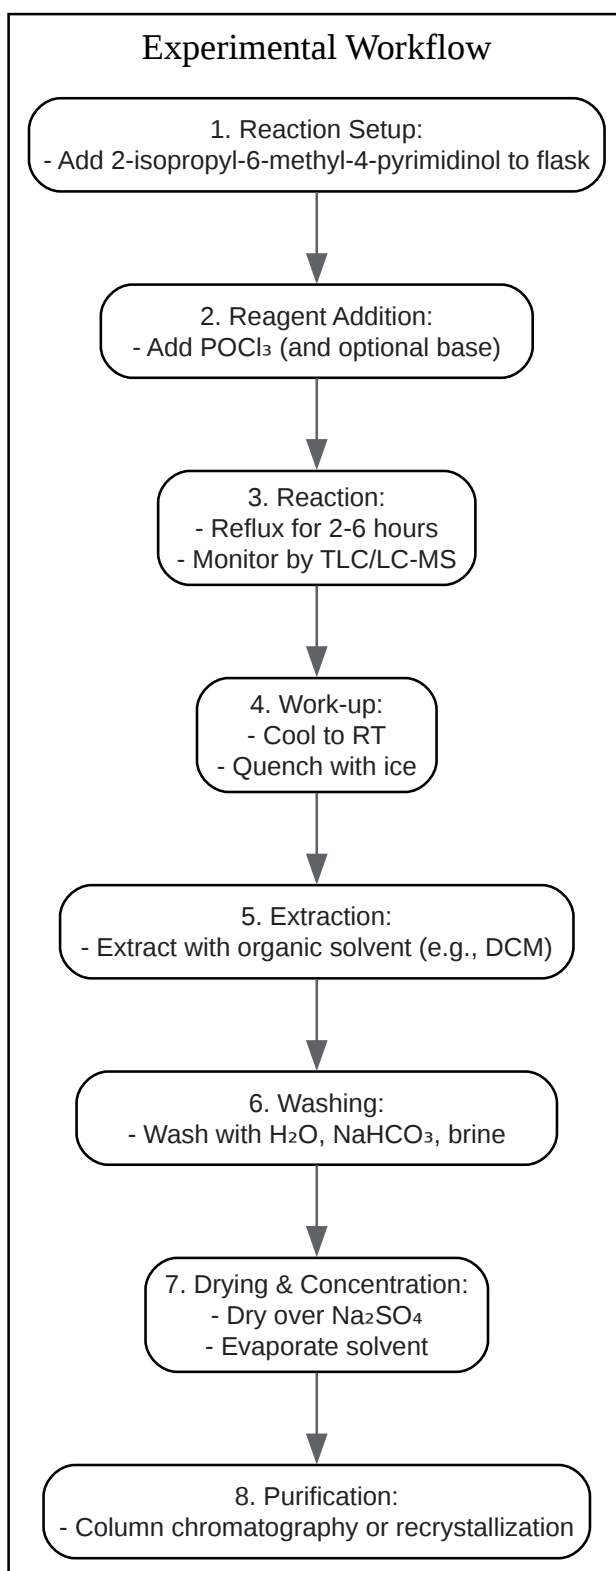 Experimental Workflow
1. Reaction Setup:
- Add 2-isopropyl-6-methyl-4-pyrimidinol to flask
2. Reagent Addition:
- Add POCl₃ (and optional base)
3. Reaction:
- Reflux for 2-6 hours
- Monitor by TLC/LC-MS
4. Work-up:
- Cool to RT
- Quench with ice
5. Extraction:
- Extract with organic solvent (e.g., DCM)
6. Washing:
- Wash with H₂O, NaHCO₃, brine
7. Drying & Concentration:
- Dry over Na₂SO₄
- Evaporate solvent
8. Purification:
- Column chromatography or recrystallization